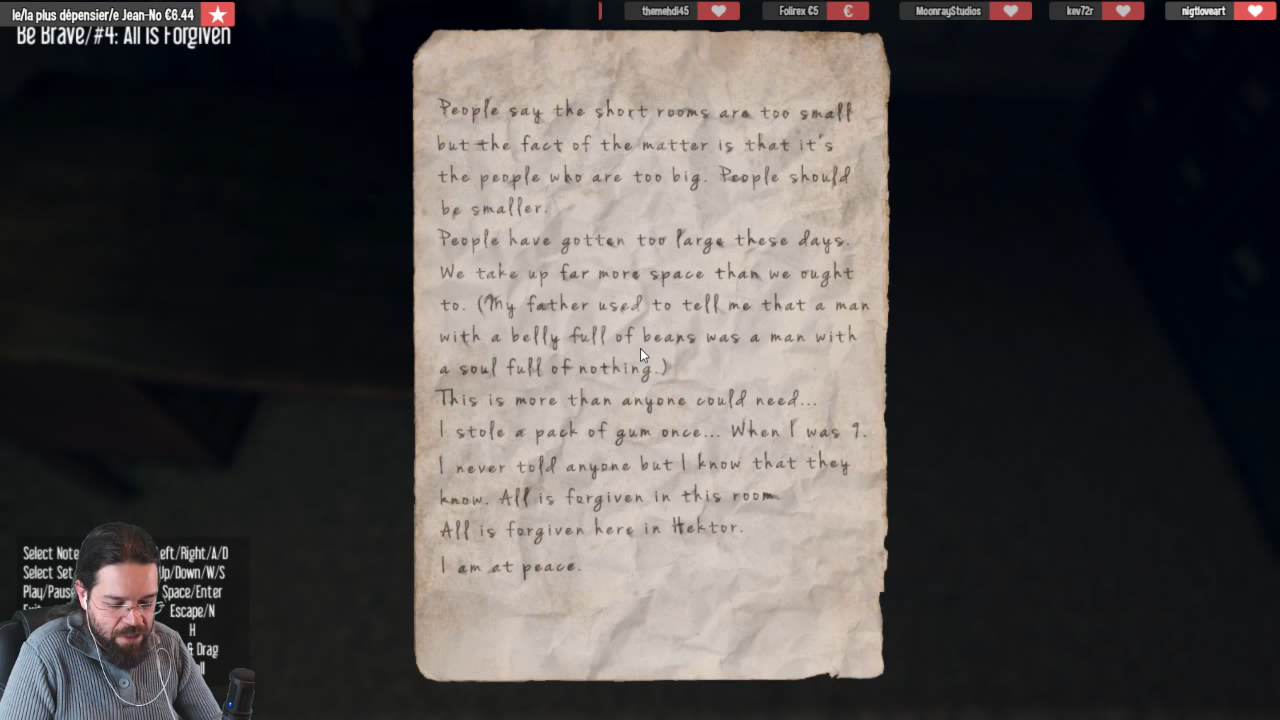 le/la plus dépensier/e Jean-No €6.44
themehdi45
Folirex €5
€
MoonrayStudios
kev72r
nigtloveart
Be Brave/#4: All is Forgiven
People say the short rooms are too small
but the fact of the matter is that it's
the people who are too big. People should
be smaller.
People have gotten too large these days.
We take up far more space than we ought
to. (My father used to tell me that a man
with a belly full of beans was a man with
a soul full of nothing.)
This is more than anyone could need...
I stole a pack of gum once... When I was 9.
I never told anyone but I know that they
know. All is forgiven in this room
All is forgiven here in Hektor.
I am at peace.
Select Note Left/Right/A/D
Select Set Up/Down/W/S
Play/Pause Space/Enter
Escape/N
H
& Drag